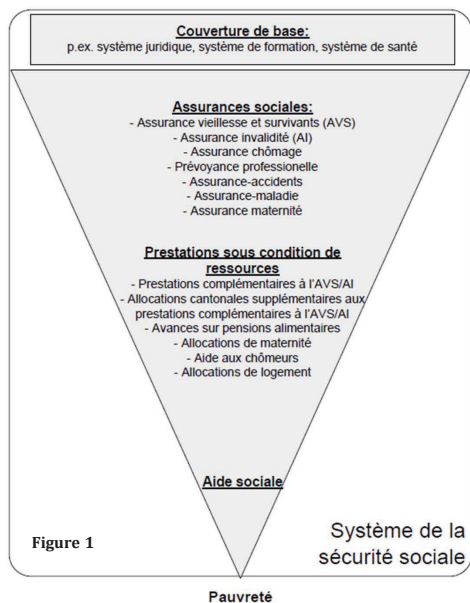 Couverture de base:
p.ex. système juridique, système de formation, système de santé
Assurances sociales:
- Assurance vieillesse et survivants (AVS)
- Assurance invalidité (AI)
- Assurance chômage
- Prévoyance professionelle
- Assurance-accidents
- Assurance-maladie
- Assurance maternité
Prestations sous condition de
ressources
- Prestations complémentaires à l'AVS/AI
- Allocations cantonales supplémentaires aux
prestations complémentaires à l'AVS/AI
- Avances sur pensions alimentaires
- Allocations de maternité
- Aide aux chômeurs
- Allocations de logement
Aide sociale
Figure 1
Système de la
sécurité sociale
Pauvreté